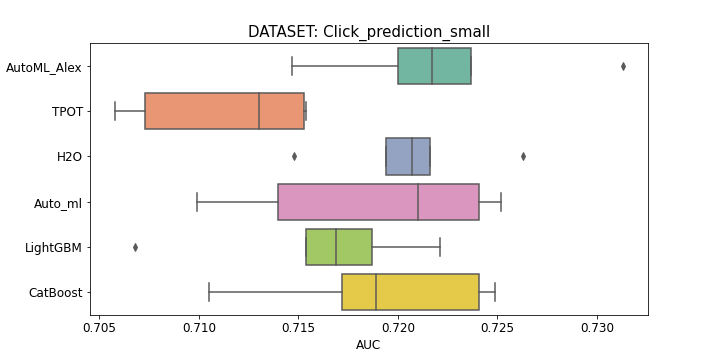 DATASET: Click_prediction_small
AutoML_Alex
TPOT
H2O
Auto_ml
LightGBM
CatBoost
0.705 0.710 0.715 0.720 0.725 0.730
AUC